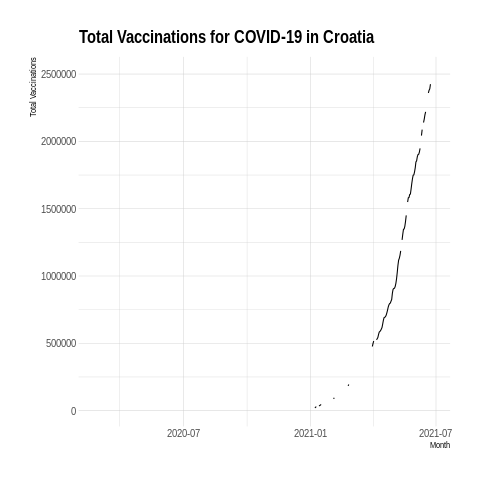 Total Vaccinations for COVID-19 in Croatia
Total Vaccinations
2500000
2000000
1500000
1000000
500000
0
2020-07 2021-01 2021-07
Month